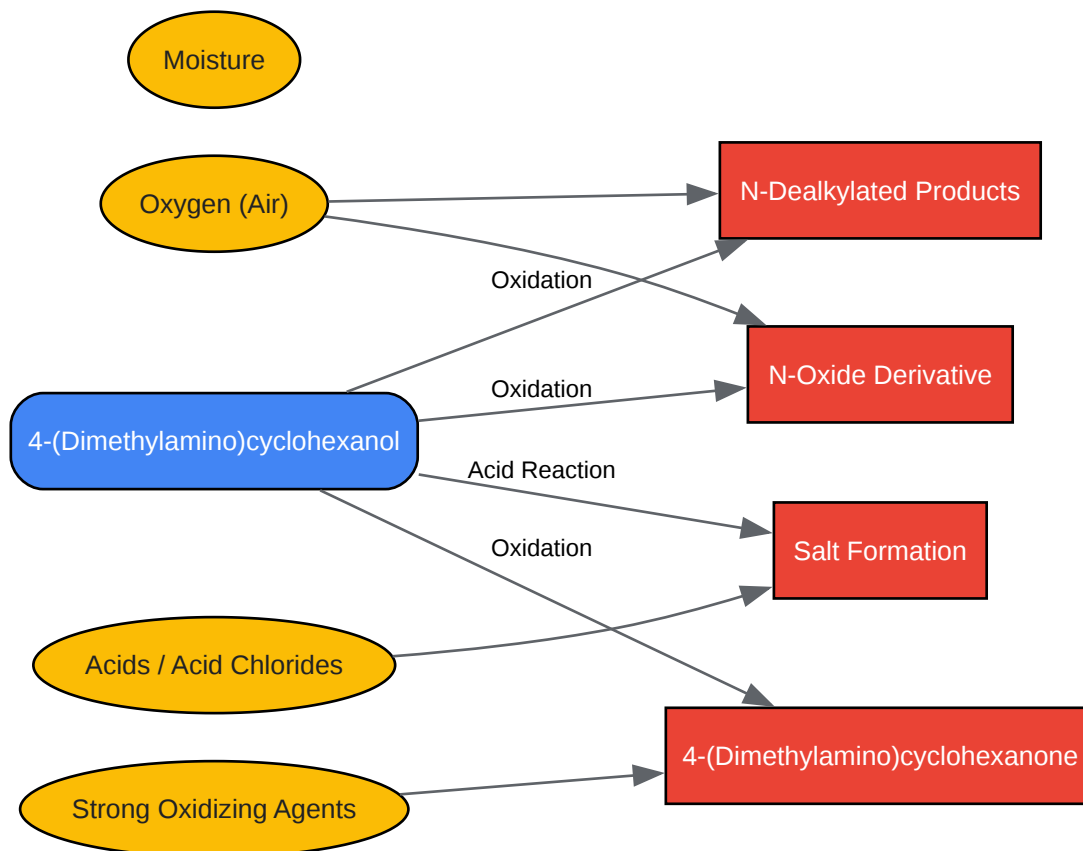 Moisture
Oxygen (Air)
N-Dealkylated Products
Oxidation
N-Oxide Derivative
Oxidation
4-(Dimethylamino)cyclohexanol
Acid Reaction
Salt Formation
Oxidation
Acids / Acid Chlorides
4-(Dimethylamino)cyclohexanone
Strong Oxidizing Agents